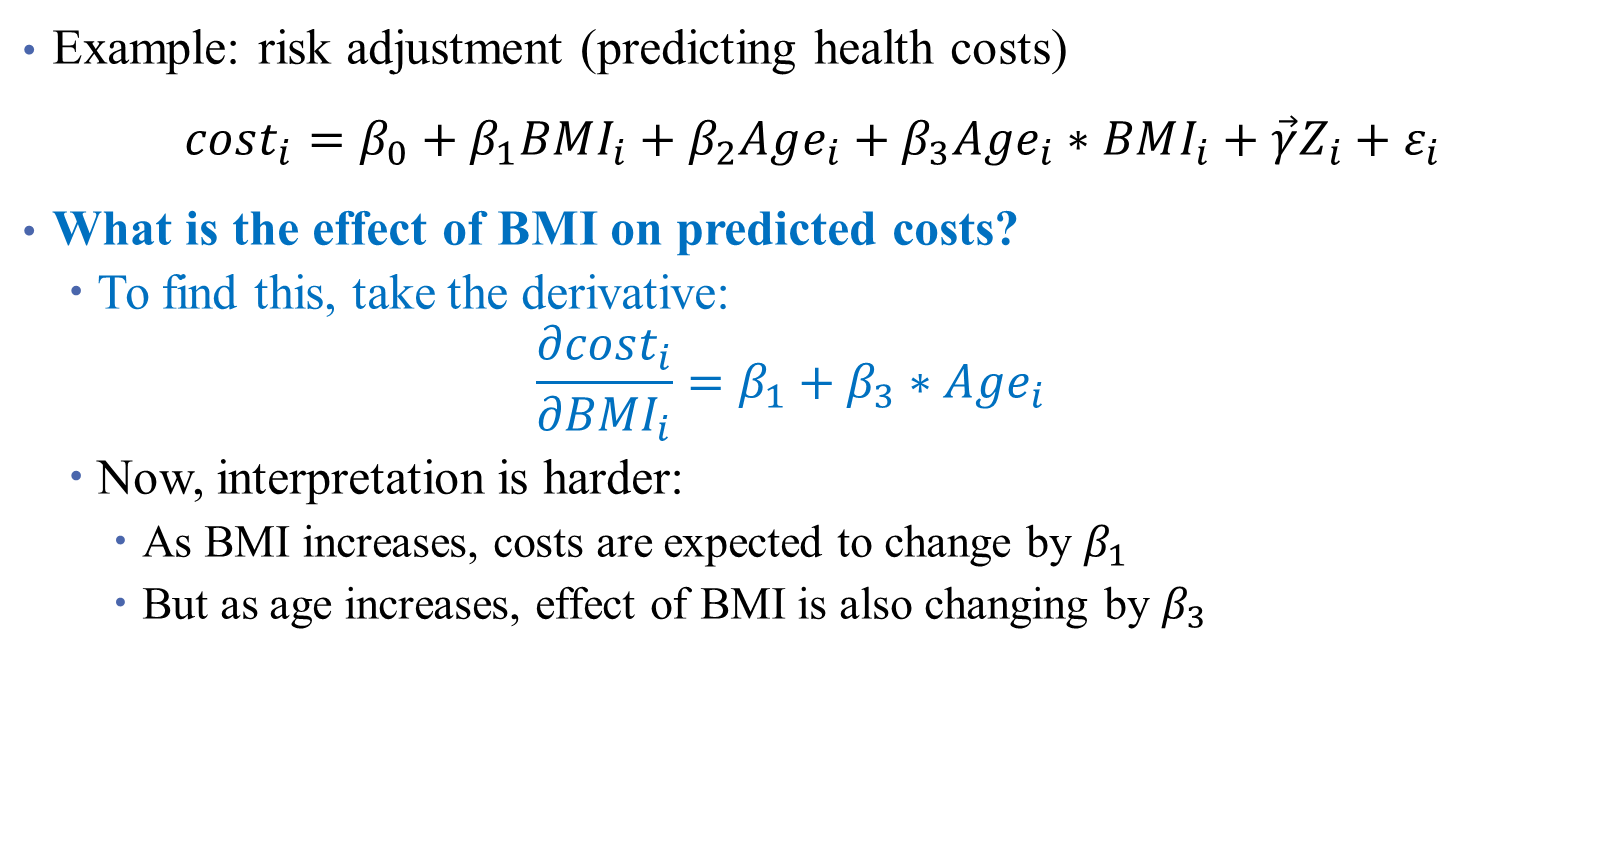 • Example: risk adjustment (predicting health costs)
cost_i = β_0 + β_1BMI_i + β_2Age_i + β_3Age_i * BMI_i + γ⃗Z_i + ε_i
• What is the effect of BMI on predicted costs?
• To find this, take the derivative:
∂cost_i/∂BMI_i = β_1 + β_3 * Age_i
• Now, interpretation is harder:
• As BMI increases, costs are expected to change by β_1
• But as age increases, effect of BMI is also changing by β_3